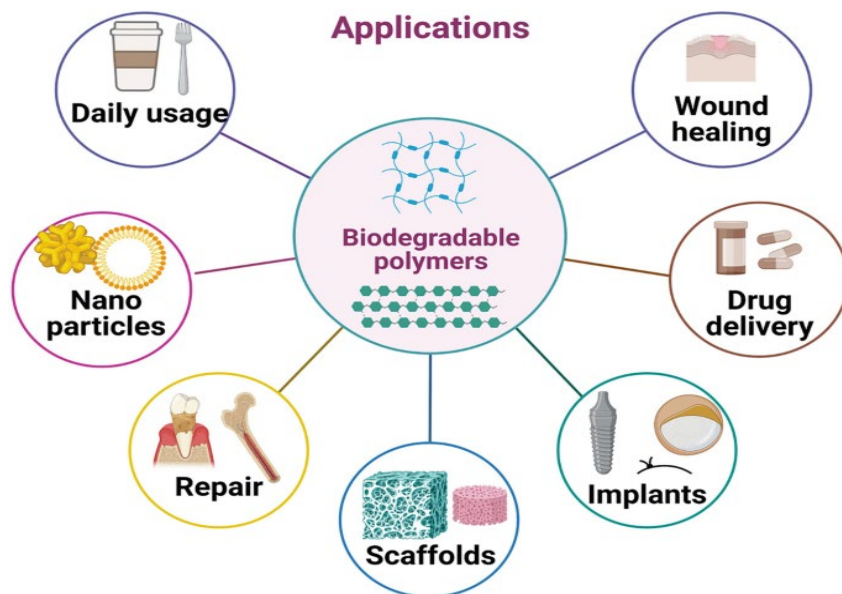 Applications
Daily usage
Wound
healing
Biodegradable
polymers
Nano
particles
Drug
delivery
Repair
Scaffolds
Implants